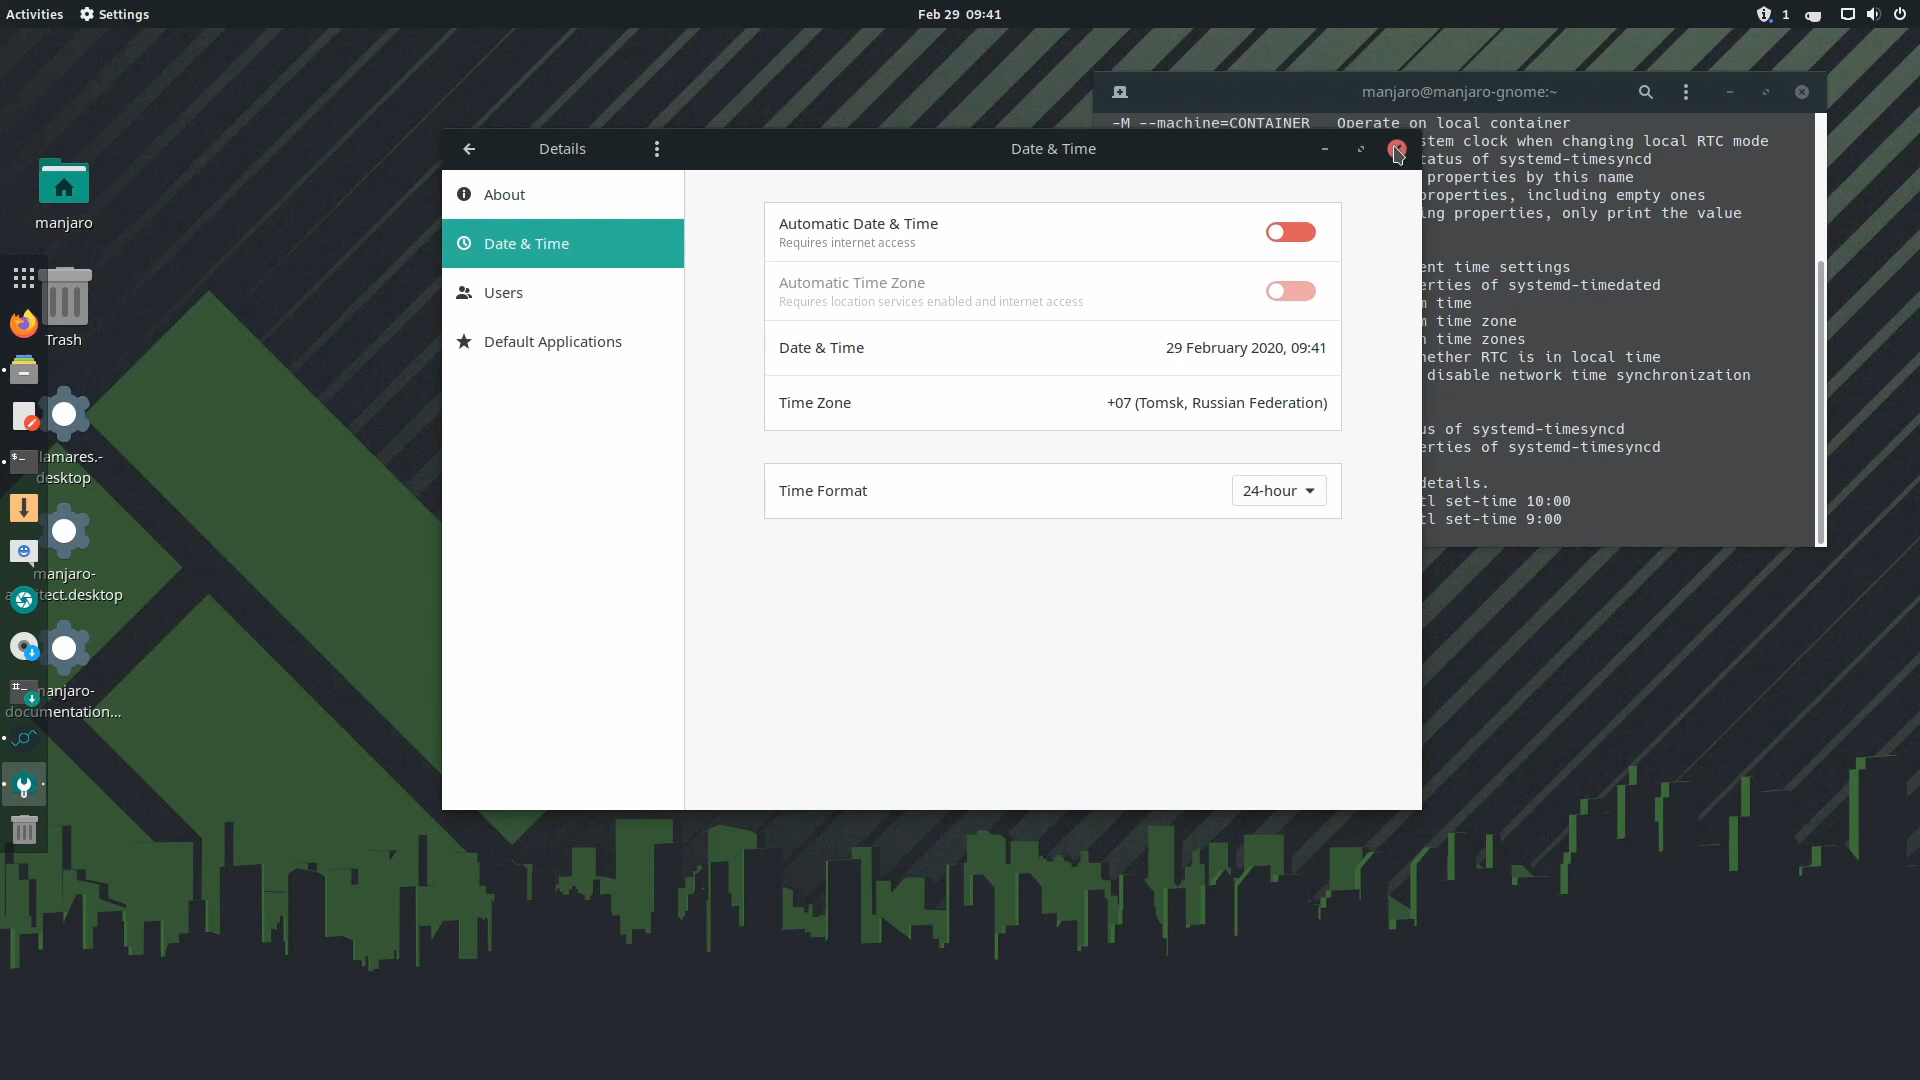 Activities
Settings
Feb 29 09:41
1
manjaro
Trash
lamares.-
desktop
manjaro-
tect.desktop
manjaro-
documentation...
manjaro@manjaro-gnome:~
-M --machine=CONTAINER Operate on local container
stem clock when changing local RTC mode
tatus of systemd-timesyncd
properties by this name
properties, including empty ones
ng properties, only print the value
ent time settings
erties of systemd-timedated
m time
m time zone
n time zones
hether RTC is in local time
disable network time synchronization
us of systemd-timesyncd
erties of systemd-timesyncd
details.
tl set-time 10:00
tl set-time 9:00
Details
Date & Time
About
Date & Time
Users
Default Applications
Automatic Date & Time
Requires internet access
Automatic Time Zone
Requires location services enabled and internet access
Date & Time 29 February 2020, 09:41
Time Zone +07 (Tomsk, Russian Federation)
Time Format 24-hour